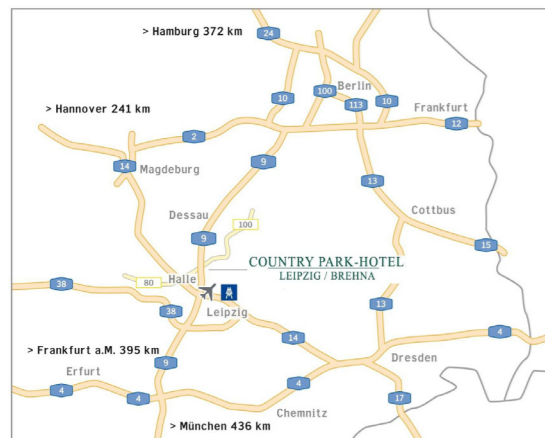 > Hamburg 372 km
24
Berlin
100
10
113
10
> Hannover 241 km
Frankfurt
12
2
9
14
Magdeburg
13
Dessau
Cottbus
100
9
15
COUNTRY PARK-HOTEL
LEIPZIG / BREHNA
Halle
80
38
38
Leipzig
13
14
4
> Frankfurt a.M. 395 km
9
Dresden
Erfurt
4
4
4
17
Chemnitz
> München 436 km